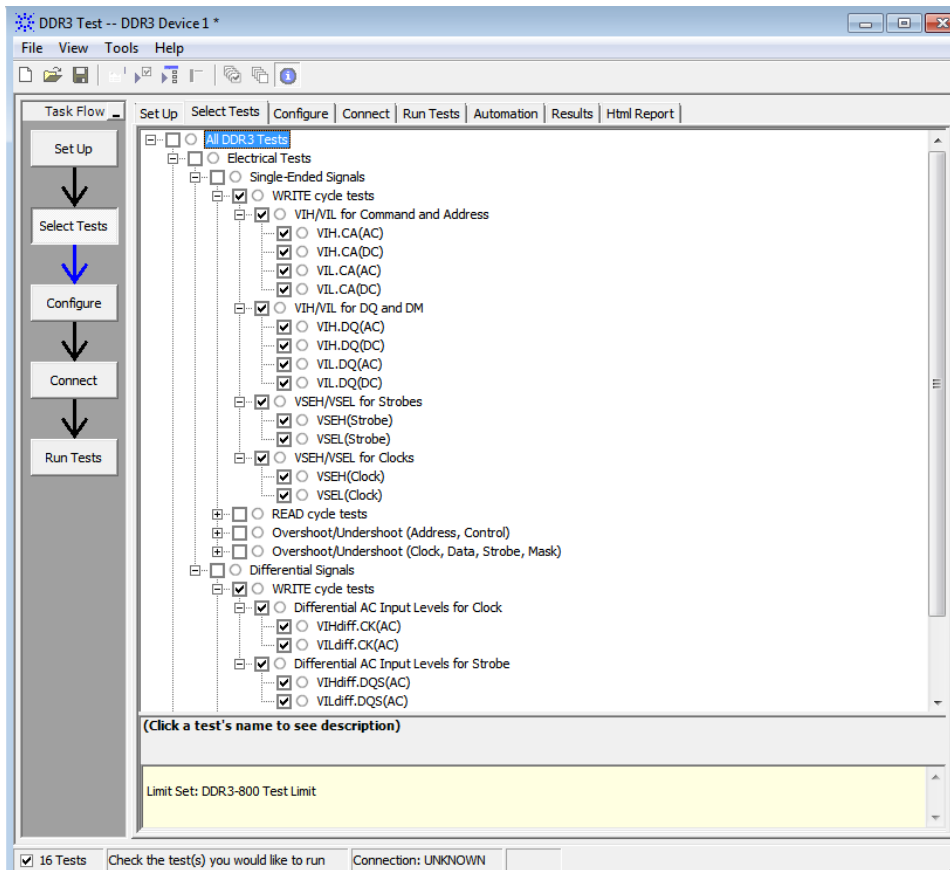 DDR3 Test -- DDR3 Device 1 *
File View Tools Help
Task Flow
Set Up Select Tests Configure Connect Run Tests Automation Results Html Report
Set Up
Select Tests
Configure
Connect
Run Tests
All DDR3 Tests
Electrical Tests
Single-Ended Signals
WRITE cycle tests
VIH/VIL for Command and Address
VIH.CA(AC)
VIH.CA(DC)
VIL.CA(AC)
VIL.CA(DC)
VIH/VIL for DQ and DM
VIH.DQ(AC)
VIH.DQ(DC)
VIL.DQ(AC)
VIL.DQ(DC)
VSEH/VSEL for Strobes
VSEH(Strobe)
VSEL(Strobe)
VSEH/VSEL for Clocks
VSEH(Clock)
VSEL(Clock)
READ cycle tests
Overshoot/Undershoot (Address, Control)
Overshoot/Undershoot (Clock, Data, Strobe, Mask)
Differential Signals
WRITE cycle tests
Differential AC Input Levels for Clock
VIHdiff.CK(AC)
VILdiff.CK(AC)
Differential AC Input Levels for Strobe
VIHdiff.DQS(AC)
VILdiff.DQS(AC)
(Click a test's name to see description)
Limit Set: DDR3-800 Test Limit
16 Tests Check the test(s) you would like to run Connection: UNKNOWN